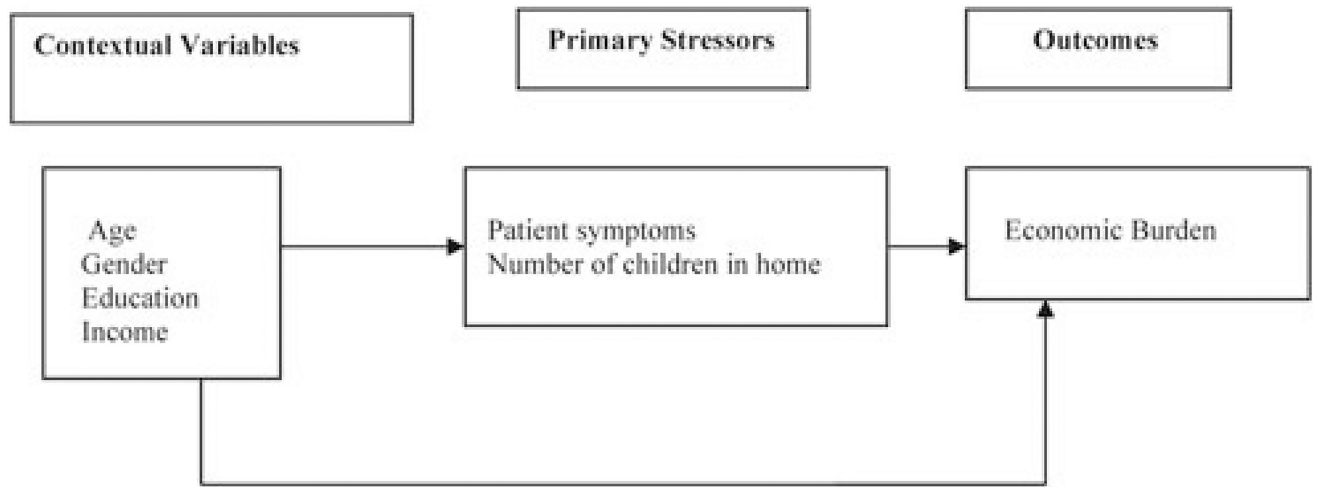 Contextual Variables
Primary Stressors
Outcomes
Age
Gender
Education
Income
Patient symptoms
Number of children in home
Economic Burden